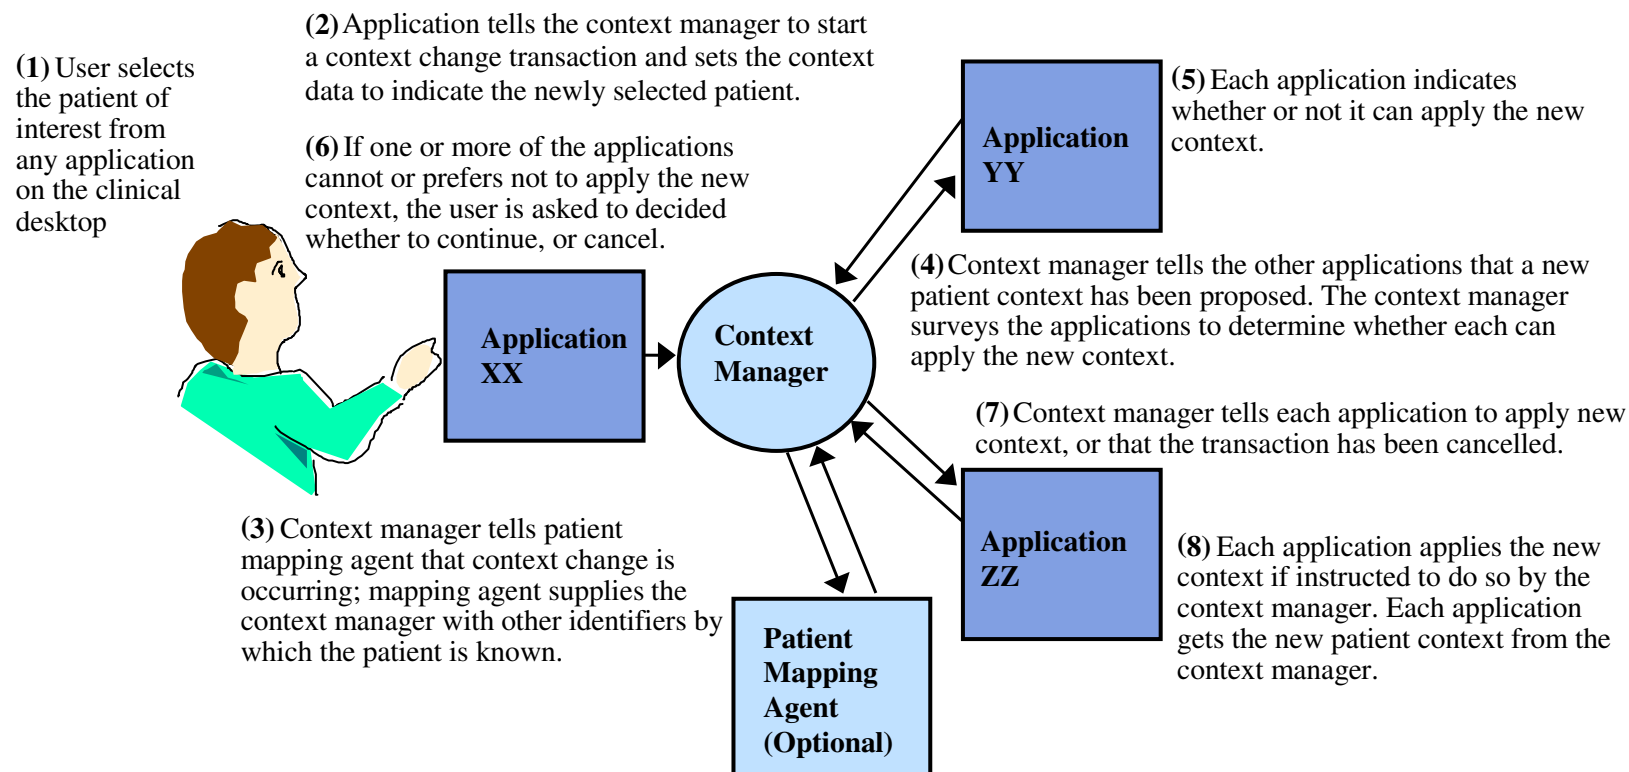 (1) User selects
the patient of
interest from
any application
on the clinical
desktop
(2) Application tells the context manager to start
a context change transaction and sets the context
data to indicate the newly selected patient.
(6) If one or more of the applications
cannot or prefers not to apply the new
context, the user is asked to decided
whether to continue, or cancel.
Application
XX
Context
Manager
Application
YY
(5) Each application indicates
whether or not it can apply the new
context.
(4) Context manager tells the other applications that a new
patient context has been proposed. The context manager
surveys the applications to determine whether each can
apply the new context.
(7) Context manager tells each application to apply new
context, or that the transaction has been cancelled.
(3) Context manager tells patient
mapping agent that context change is
occurring; mapping agent supplies the
context manager with other identifiers by
which the patient is known.
Patient
Mapping
Agent
(Optional)
Application
ZZ
(8) Each application applies the new
context if instructed to do so by the
context manager. Each application
gets the new patient context from the
context manager.